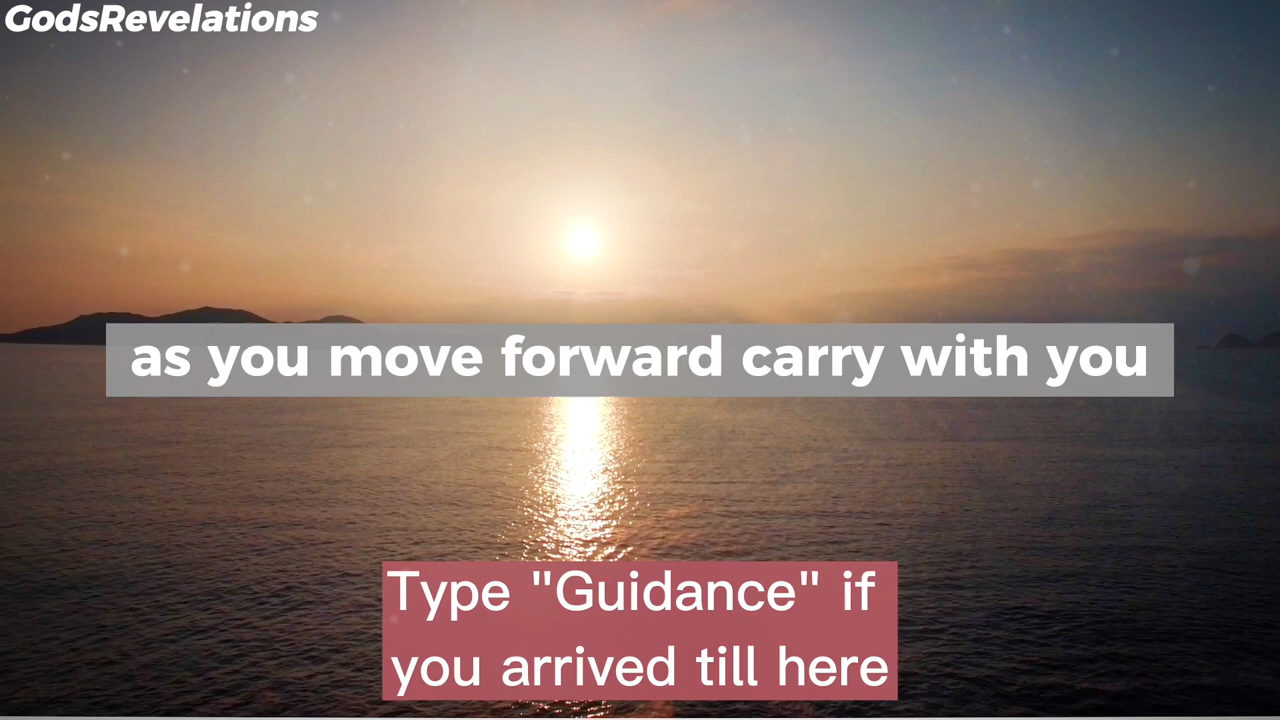 GodsRevelations
as you move forward carry with you
Type "Guidance" if
you arrived till here